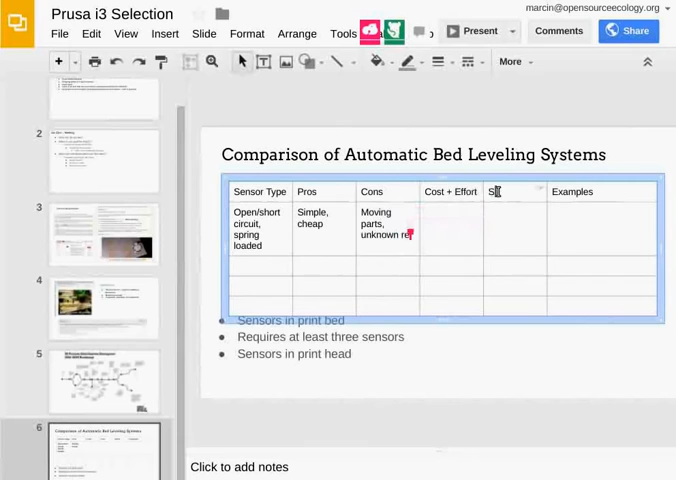 Prusa i3 Selection
marcin@opensourceecology.org
File Edit View Insert Slide Format Arrange Tools
Present
Comments
Share
More
Comparison of Automatic Bed Leveling Systems
Sensor Type Pros Cons Cost + Effort S Examples
Open/short circuit, spring loaded
Simple, cheap
Moving parts, unknown re
Sensors in print bed
Requires at least three sensors
Sensors in print head
2
3
4
5
6
Click to add notes